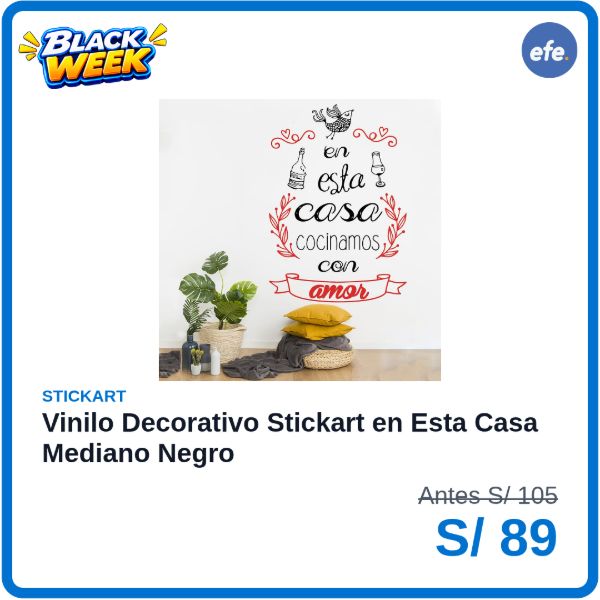 BLACK
WEEK
efe.
en
esta
casa
cocinamos
con
amor
STICKART
Vinilo Decorativo Stickart en Esta Casa
Mediano Negro
Antes S/ 105
S/ 89